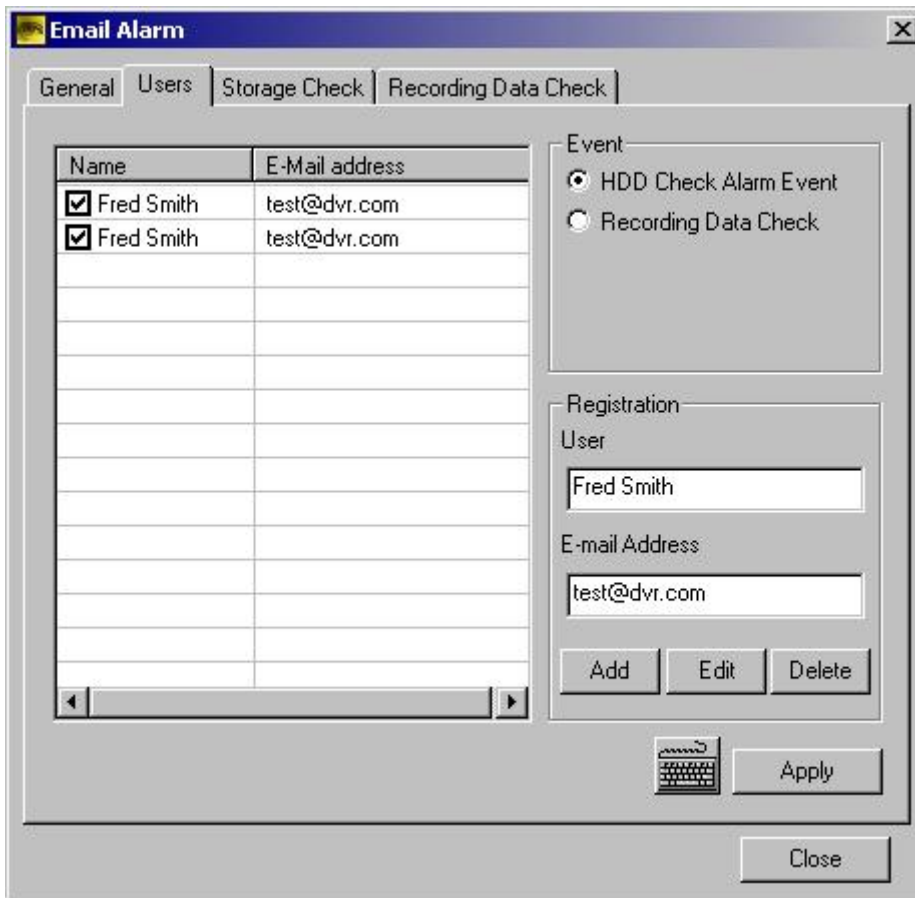 Email Alarm
General Users Storage Check Recording Data Check
Name E-Mail address
Fred Smith test@dvr.com
Fred Smith test@dvr.com
Event
HDD Check Alarm Event
Recording Data Check
Registration
User
Fred Smith
E-mail Address
test@dvr.com
Add Edit Delete
Apply
Close